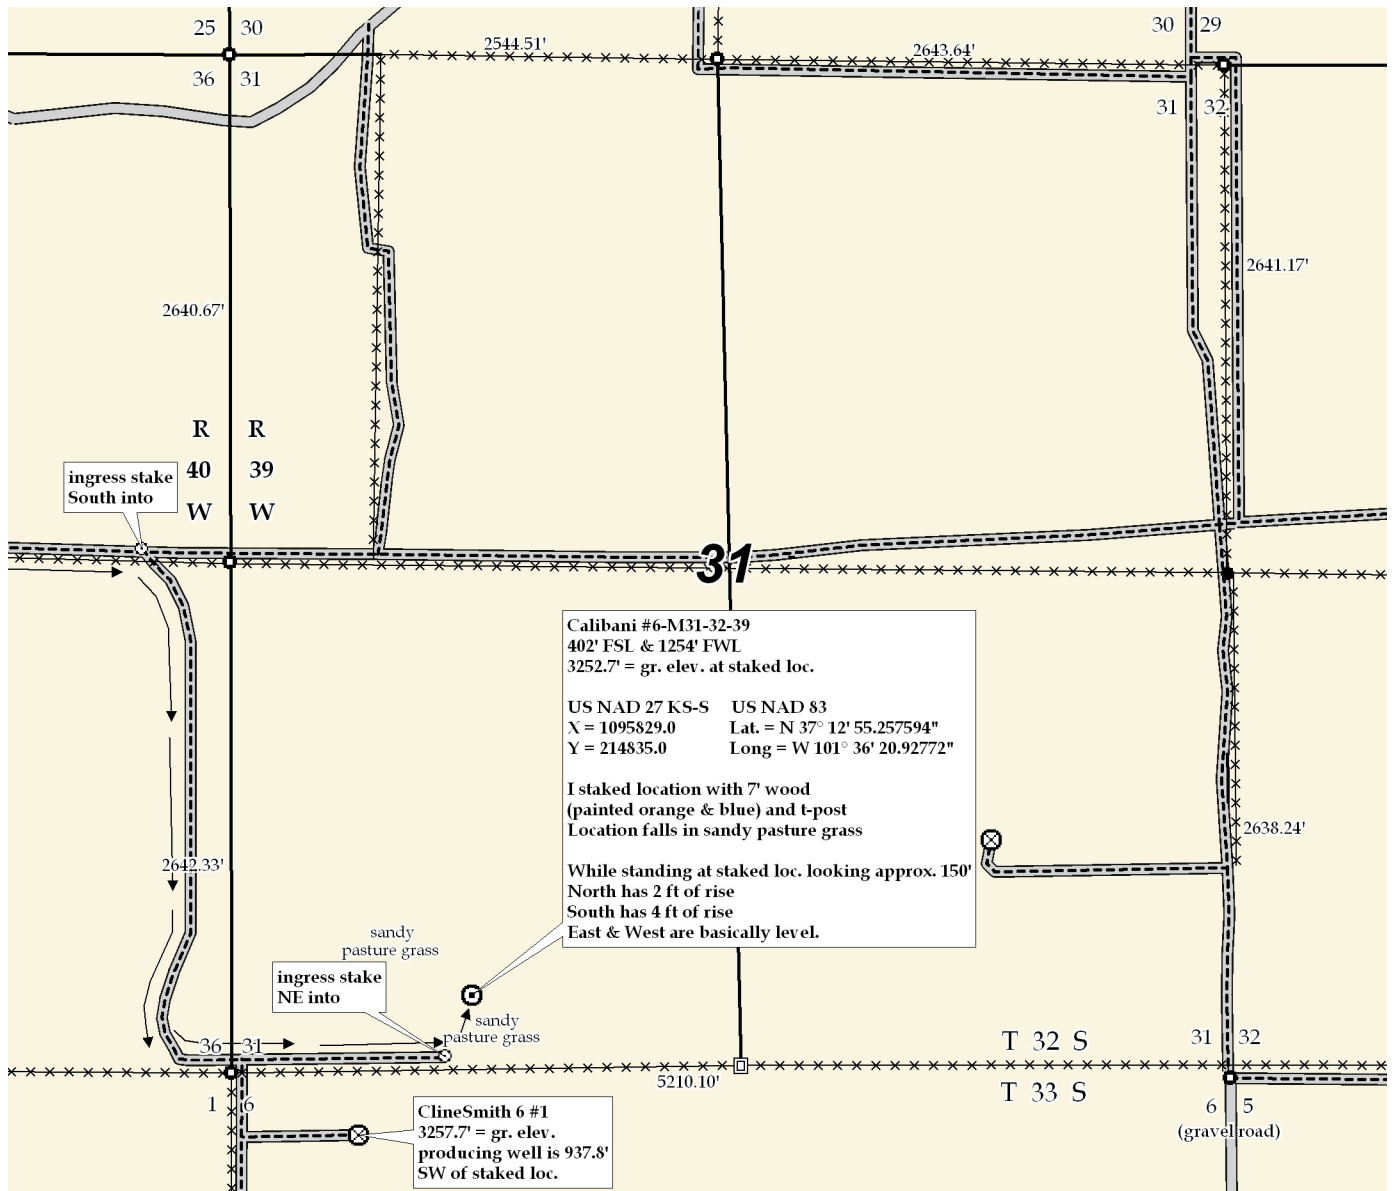 25 30
30 29
2544.51'
2643.64'
36 31
31 32
2641.17'
2640.67'
R R
40 39
W W
ingress stake
South into
31
Calibani #6-M31-32-39
402' FSL & 1254' FWL
3252.7' = gr. elev. at staked loc.
US NAD 27 KS-S US NAD 83
X = 1095829.0 Lat. = N 37° 12' 55.257594"
Y = 214835.0 Long = W 101° 36' 20.92772"
I staked location with 7' wood
(painted orange & blue) and t-post
Location falls in sandy pasture grass
While standing at staked loc. looking approx. 150'
North has 2 ft of rise
South has 4 ft of rise
East & West are basically level.
2638.24'
2642.33'
sandy
pasture grass
ingress stake
NE into
sandy
pasture grass
36 31
T 32 S
31 32
5210.10'
T 33 S
1 6
6 5
(gravel road)
ClineSmith 6 #1
3257.7' = gr. elev.
producing well is 937.8'
SW of staked loc.